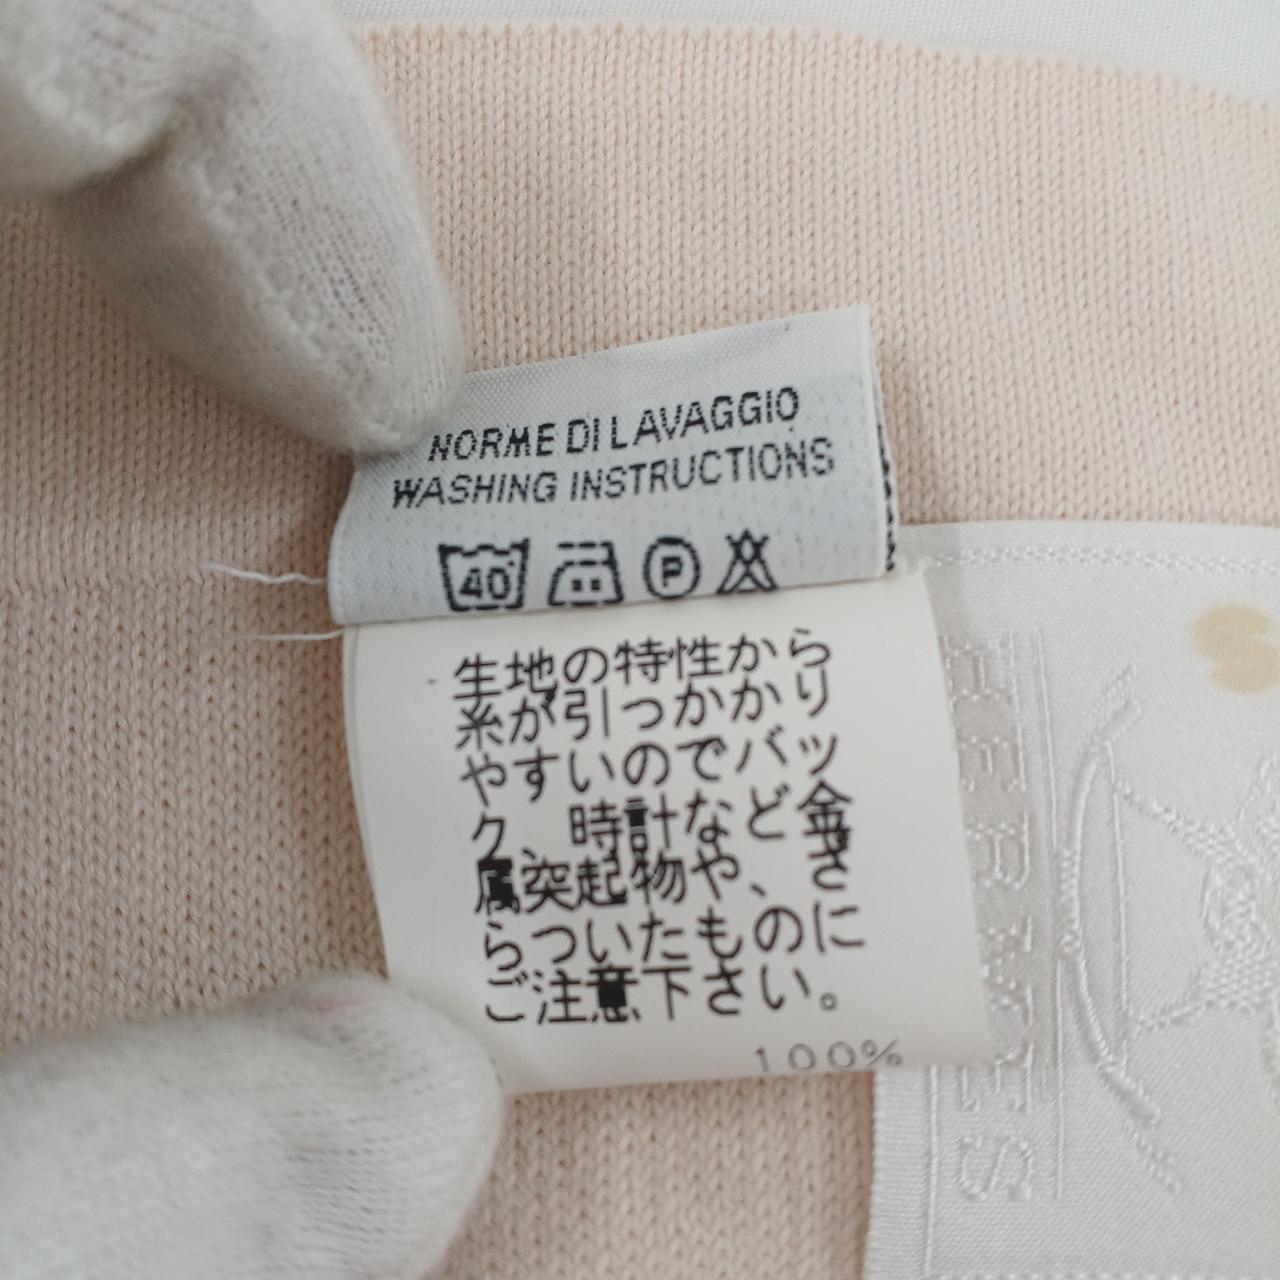 NORME DI LAVAGGIO
WASHING INSTRUCTIONS
40 P
生地の特性から
糸が引っかかり
やすいのでバッ
ク、時計など金
属突起物や、さ
らついたものに
ご注意下さい。
100%
HERMES